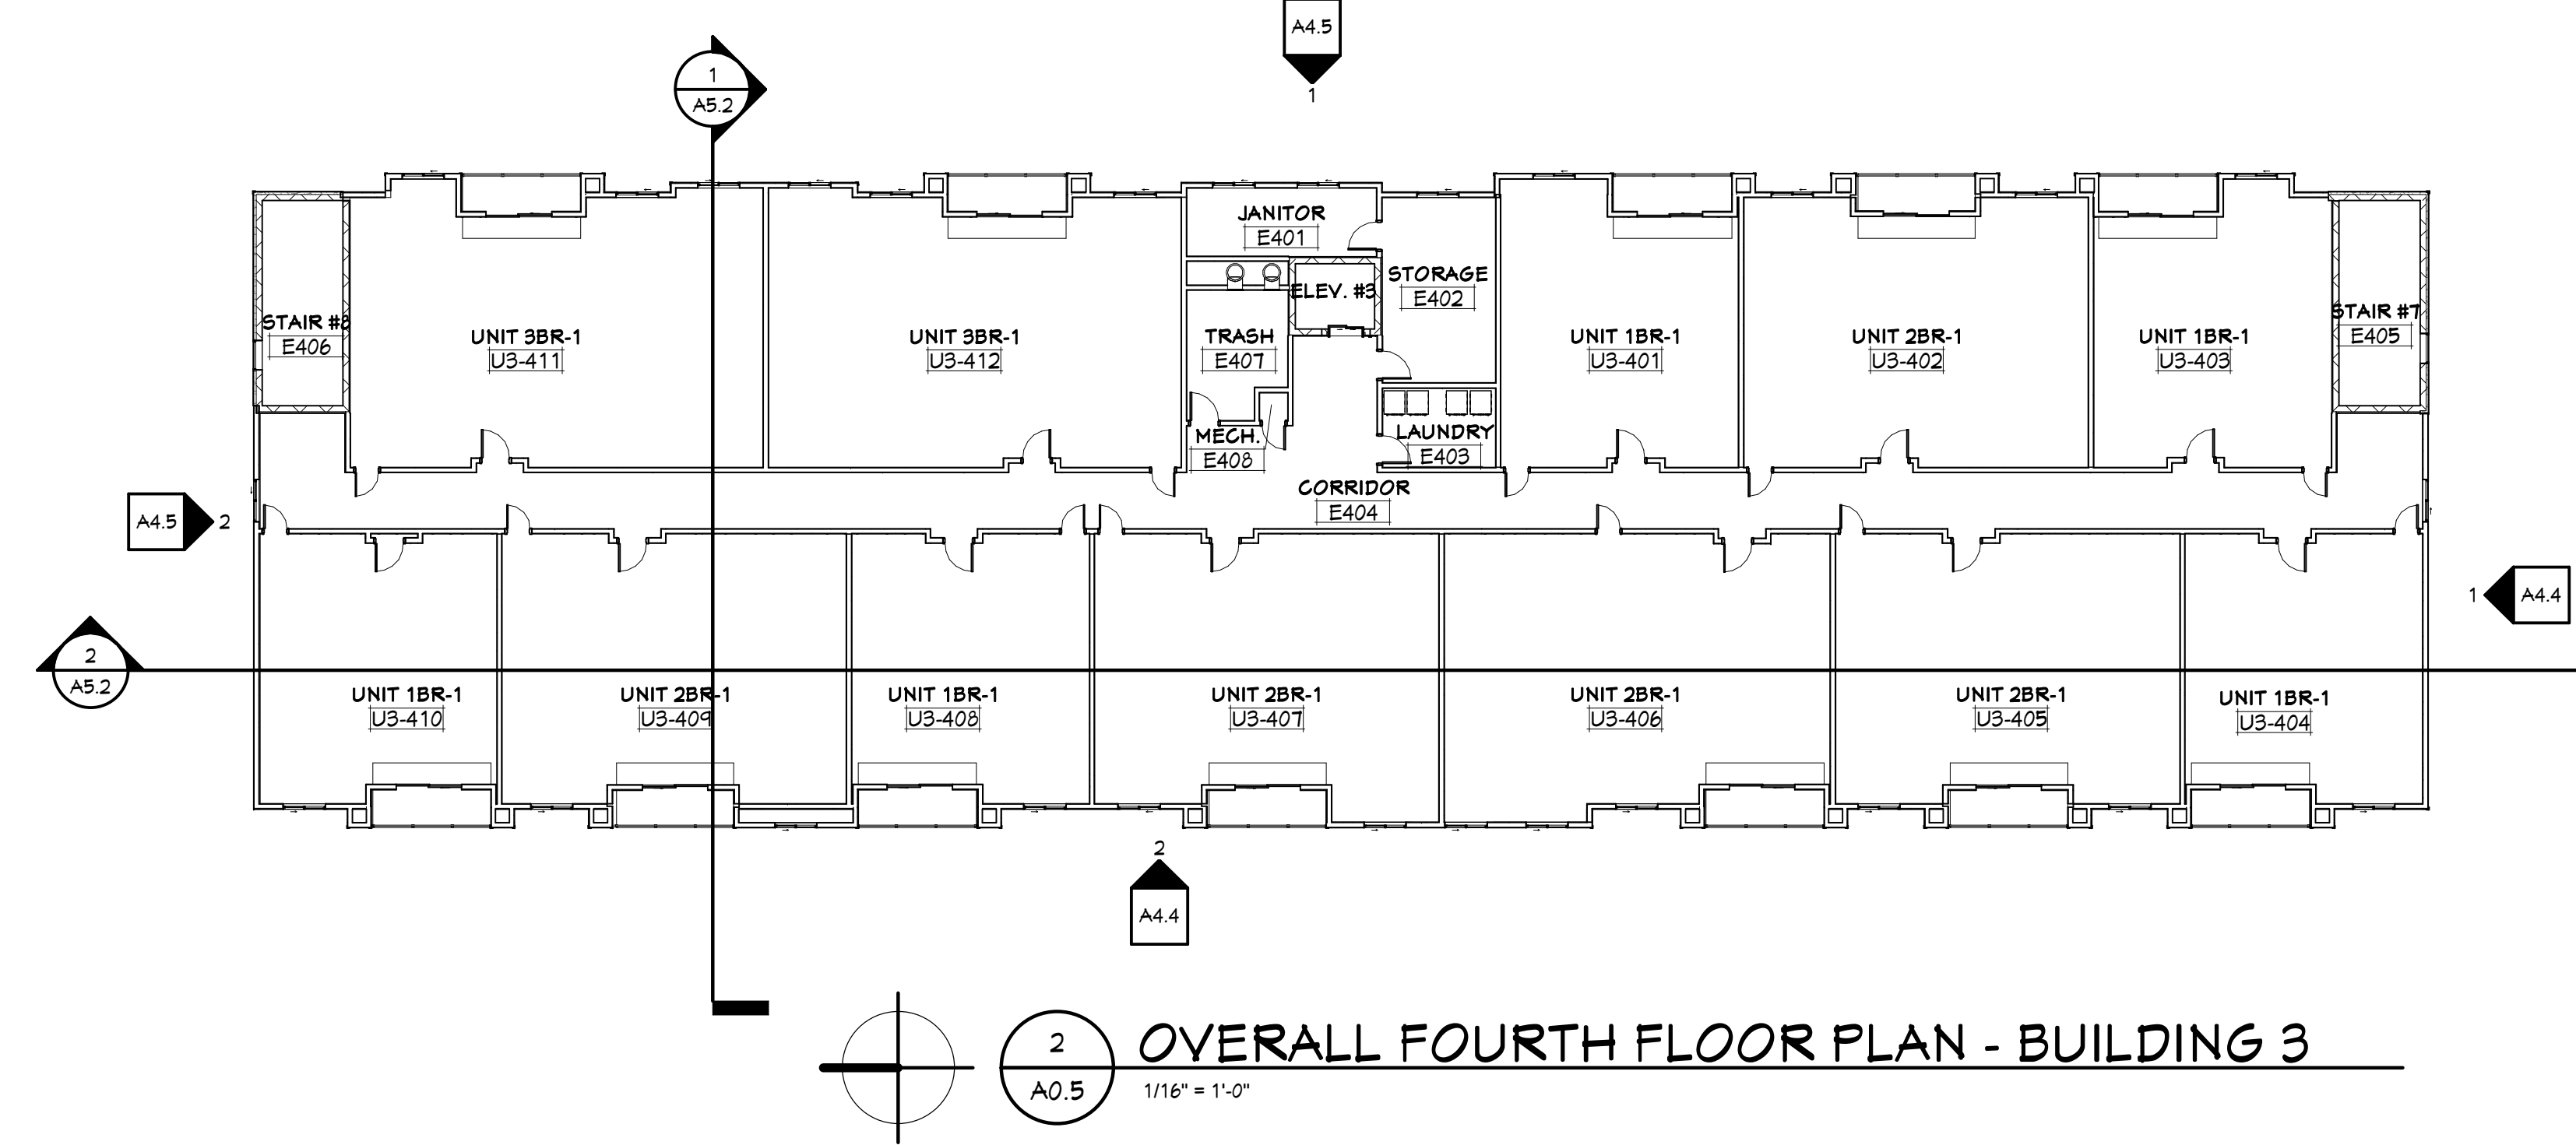 A4.5
1
1
A5.2
JANITOR
E401
STORAGE
E402
ELEV. #3
STAIR #8
E406
UNIT 3BR-1
U3-411
UNIT 3BR-1
U3-412
TRASH
E407
UNIT 1BR-1
U3-401
UNIT 2BR-1
U3-402
UNIT 1BR-1
U3-403
STAIR #7
E405
MECH.
E408
LAUNDRY
E403
CORRIDOR
E404
A4.5
2
1
A4.4
2
A5.2
UNIT 1BR-1
U3-410
UNIT 2BR-1
U3-409
UNIT 1BR-1
U3-408
UNIT 2BR-1
U3-407
UNIT 2BR-1
U3-406
UNIT 2BR-1
U3-405
UNIT 1BR-1
U3-404
2
A4.4
2
A0.5
OVERALL FOURTH FLOOR PLAN - BUILDING 3
1/16" = 1'-0"